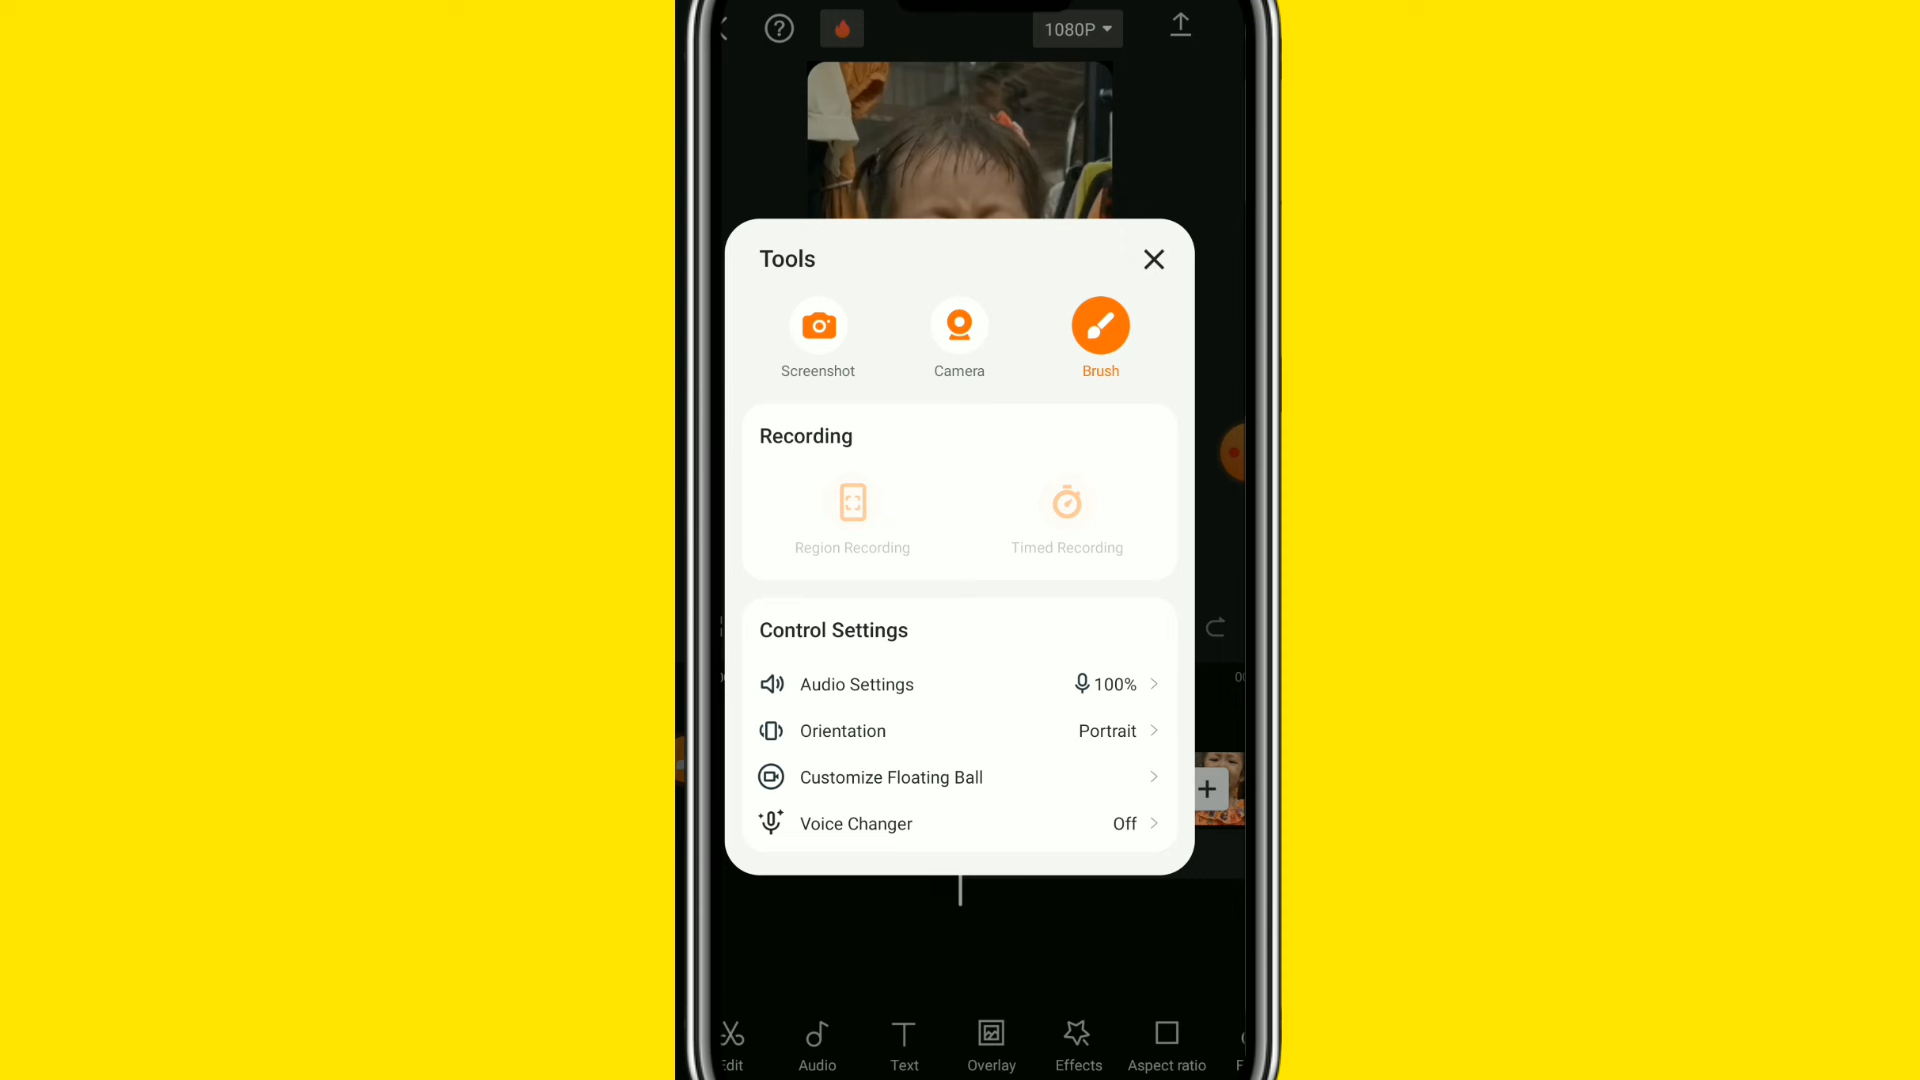 1080P
Tools
Screenshot
Camera
Brush
Recording
Region Recording
Timed Recording
Control Settings
Audio Settings
100%
Orientation
Portrait
Customize Floating Ball
Voice Changer
Off
Audio
Text
Overlay
Effects
Aspect ratio